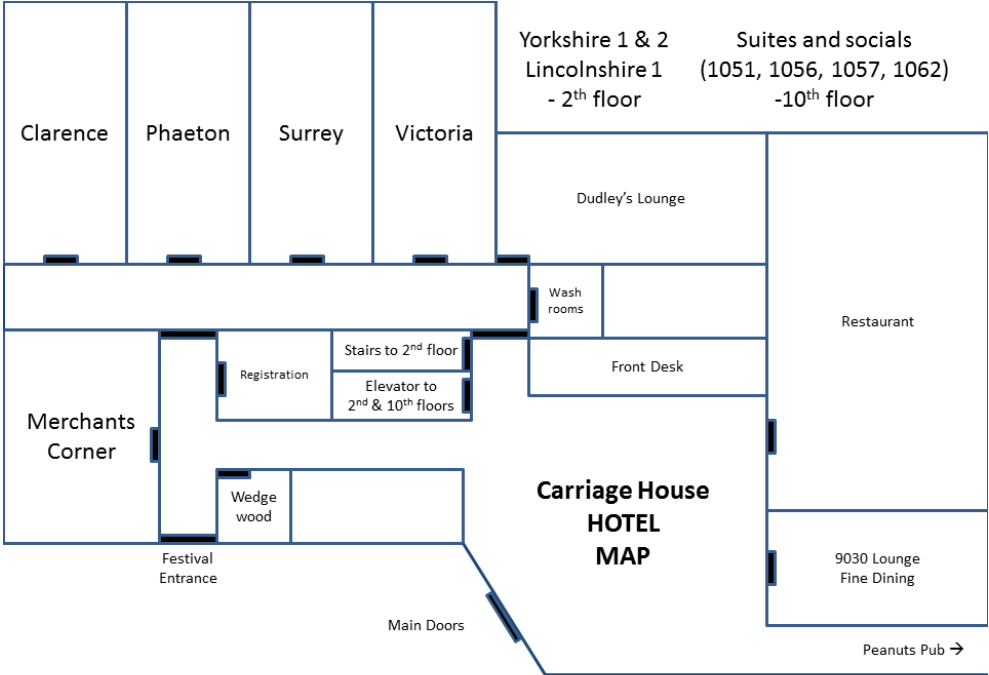 Yorkshire 1 & 2
Lincolnshire 1
- 2th floor
Suites and socials
(1051, 1056, 1057, 1062)
-10th floor
Clarence
Phaeton
Surrey
Victoria
Dudley's Lounge
Wash
rooms
Restaurant
Stairs to 2nd floor
Registration
Elevator to
2nd & 10th floors
Front Desk
Merchants
Corner
Wedge
wood
Carriage House
HOTEL
MAP
Festival
Entrance
9030 Lounge
Fine Dining
Main Doors
Peanuts Pub →